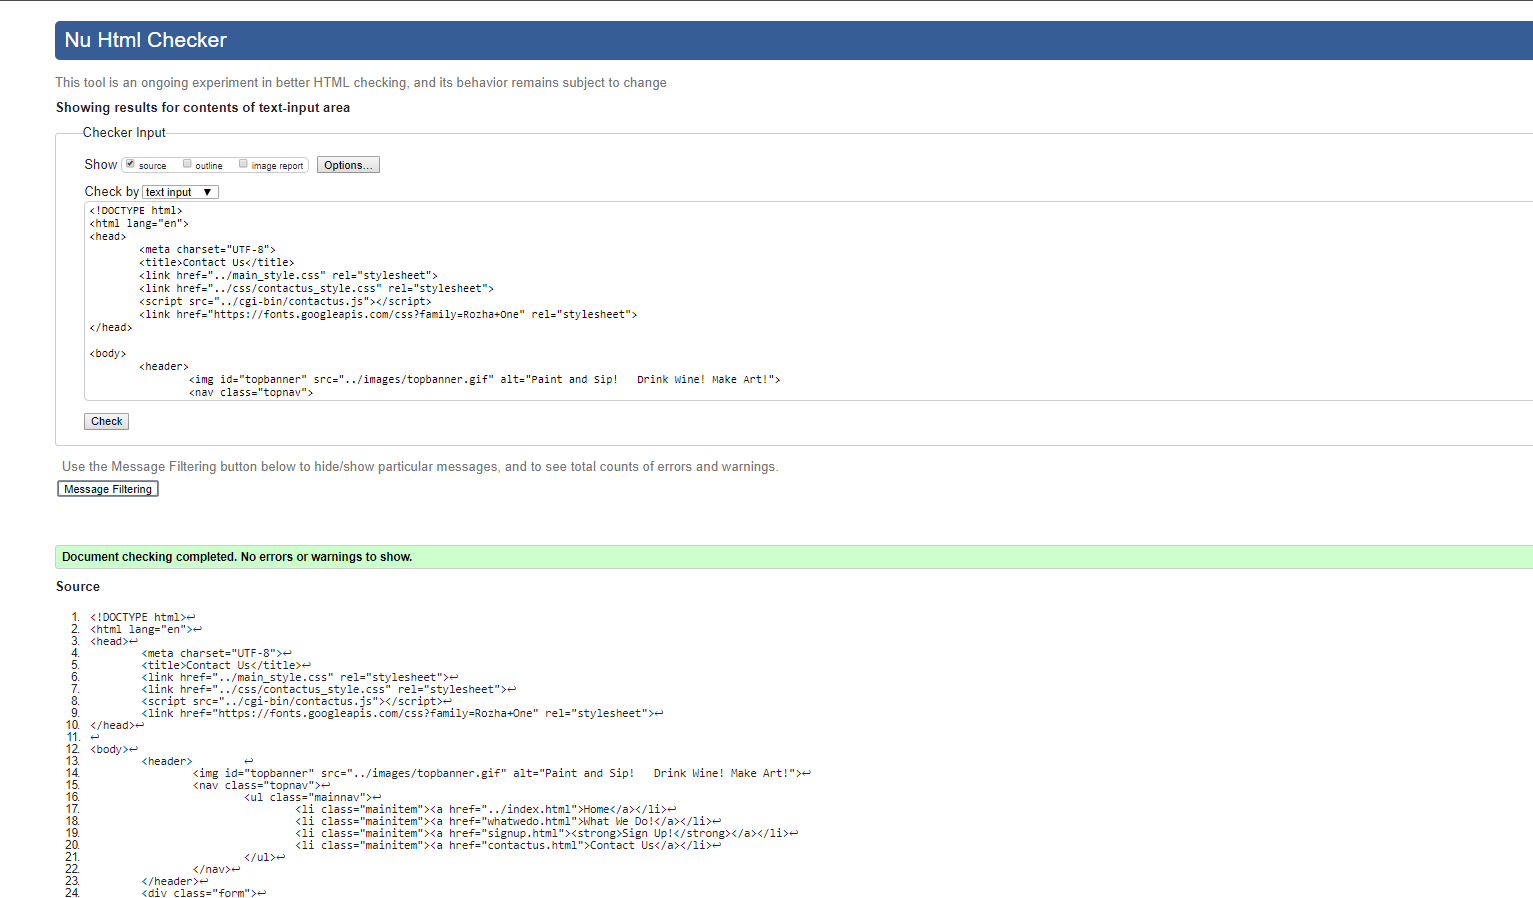 Nu Html Checker
This tool is an ongoing experiment in better HTML checking, and its behavior remains subject to change
Showing results for contents of text-input area
Checker Input
Show source outline image report Options...
Check by text input ▼
<!DOCTYPE html>
<html lang="en">
<head>
<meta charset="UTF-8">
<title>Contact Us</title>
<link href="../main_style.css" rel="stylesheet">
<link href="../css/contactus_style.css" rel="stylesheet">
<script src="../cgi-bin/contactus.js"></script>
<link href="https://fonts.googleapis.com/css?family=Rozha+One" rel="stylesheet">
</head>
<body>
<header>
<img id="topbanner" src="../images/topbanner.gif" alt="Paint and Sip!   Drink Wine! Make Art!">
<nav class="topnav">
Check
Use the Message Filtering button below to hide/show particular messages, and to see total counts of errors and warnings.
Message Filtering
Document checking completed. No errors or warnings to show.
Source
1. <!DOCTYPE html>↩
2. <html lang="en">↩
3. <head>↩
4. <meta charset="UTF-8">↩
5. <title>Contact Us</title>↩
6. <link href="../main_style.css" rel="stylesheet">↩
7. <link href="../css/contactus_style.css" rel="stylesheet">↩
8. <script src="../cgi-bin/contactus.js"></script>↩
9. <link href="https://fonts.googleapis.com/css?family=Rozha+One" rel="stylesheet">↩
10. </head>↩
11. ↩
12. <body>↩
13. <header> ↩
14. <img id="topbanner" src="../images/topbanner.gif" alt="Paint and Sip!   Drink Wine! Make Art!">↩
15. <nav class="topnav">↩
16. <ul class="mainnav">↩
17. <li class="mainitem"><a href="../index.html">Home</a></li>↩
18. <li class="mainitem"><a href="whatwedo.html">What We Do!</a></li>↩
19. <li class="mainitem"><a href="signup.html"><strong>Sign Up!</strong></a></li>↩
20. <li class="mainitem"><a href="contactus.html">Contact Us</a></li>↩
21. </ul>↩
22. </nav>↩
23. </header>↩
24. <div class="form">↩